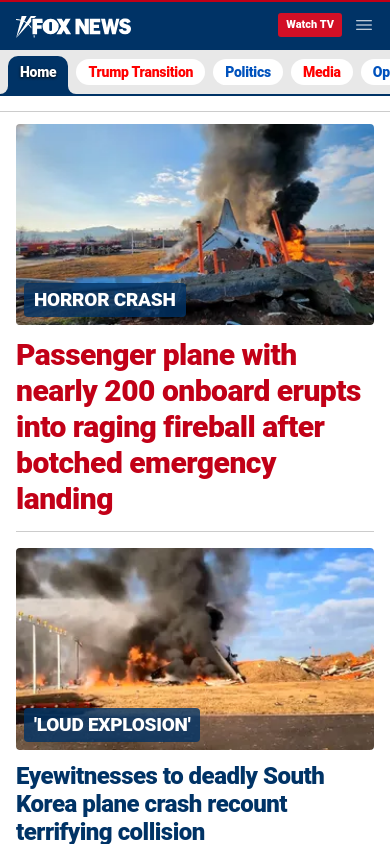 FOX NEWS
Watch TV
Home
Trump Transition
Politics
Media
Op
HORROR CRASH
Passenger plane with
nearly 200 onboard erupts
into raging fireball after
botched emergency
landing
'LOUD EXPLOSION'
Eyewitnesses to deadly South
Korea plane crash recount
terrifying collision